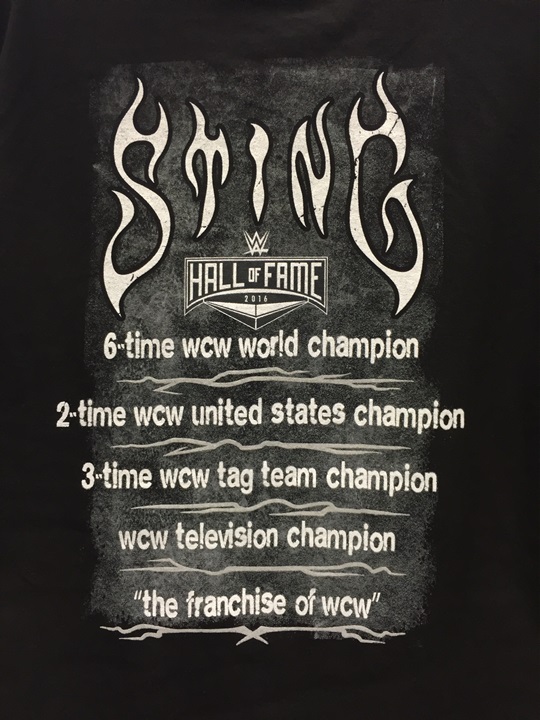 STING
W
HALL OF FAME
2016
6-time wcw world champion
2-time wcw united states champion
3-time wcw tag team champion
wcw television champion
"the franchise of wcw"